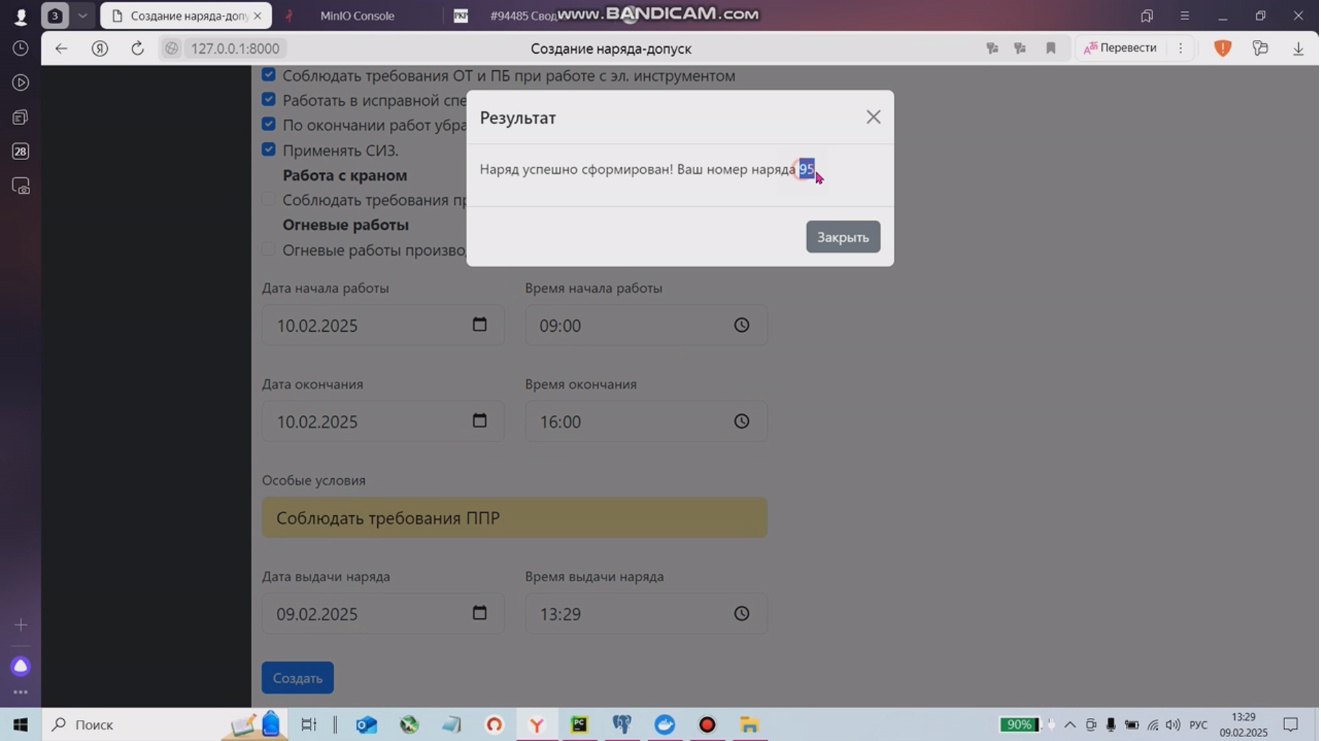 3
Создание наряда-допу
MinIO Console
#94485 Свод
www.BANDICAM.com
127.0.0.1:8000
Создание наряда-допуск
Перевести
28
Соблюдать требования ОТ и ПБ при работе с эл. инструментом
Работать в исправной спе
По окончании работ убра
Применять СИЗ.
Работа с краном
Соблюдать требования пр
Огневые работы
Огневые работы произво
Результат
Наряд успешно сформирован! Ваш номер наряда 95
Закрыть
Дата начала работы
Время начала работы
10.02.2025
09:00
Дата окончания
Время окончания
10.02.2025
16:00
Особые условия
Соблюдать требования ППР
Дата выдачи наряда
Время выдачи наряда
09.02.2025
13:29
Создать
Поиск
PC
90%
РУС
13:29
09.02.2025